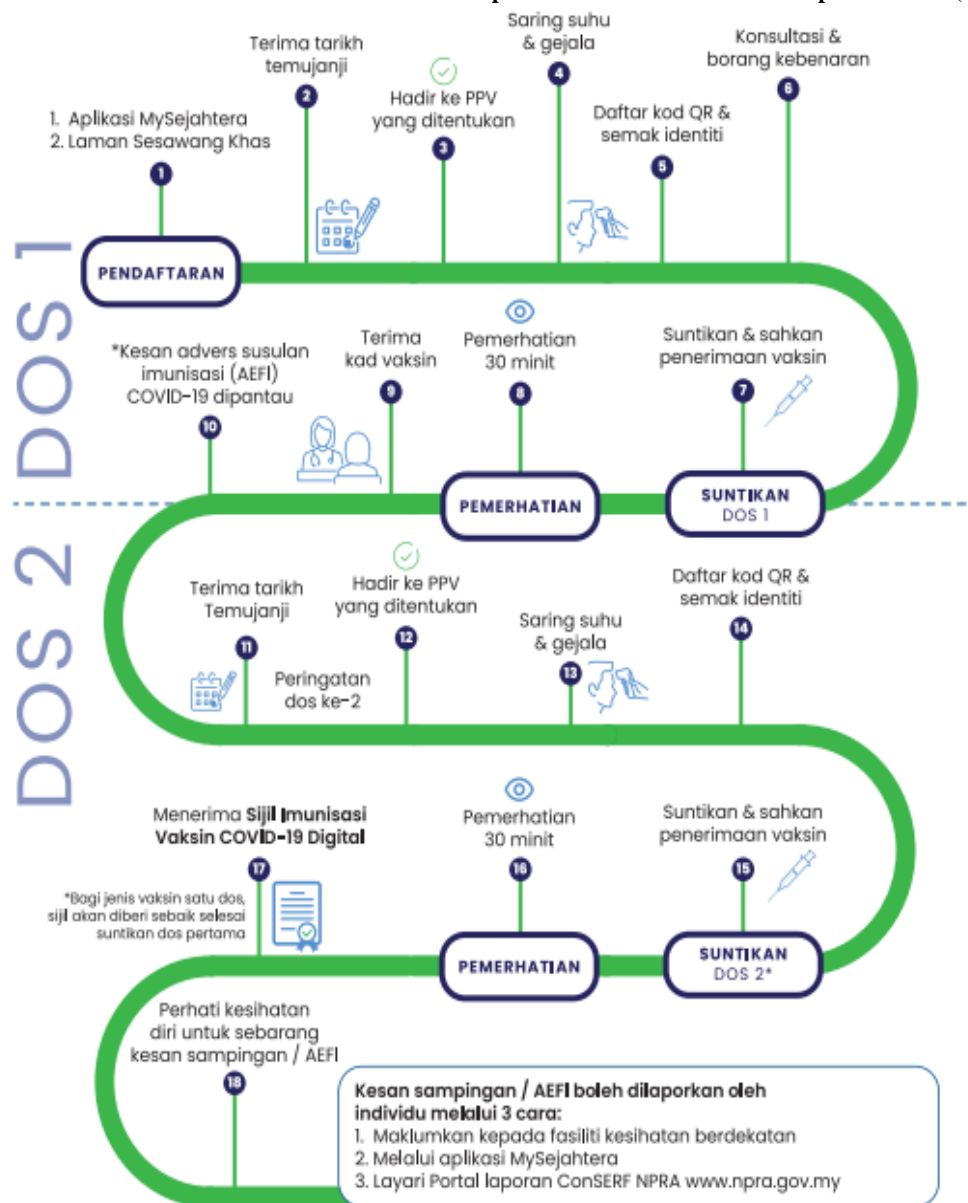 Terima tarikh
temujanji
2
Hadir ke PPV
yang ditentukan
3
Saring suhu
& gejala
4
Konsultasi &
borang kebenaran
6
1. Aplikasi MySejahtera
2. Laman Sesawang Khas
1
Daftar kod QR &
semak identiti
5
DOS 1
PENDAFTARAN
*Kesan advers susulan
imunisasi (AEFI)
COVID-19 dipantau
10
Terima
kad vaksin
9
Pemerhatian
30 minit
8
Suntikan & sahkan
penerimaan vaksin
7
PEMERHATIAN
SUNTIKAN
DOS 1
DOS 2
Terima tarikh
Temujanji
11
Peringatan
dos ke-2
Hadir ke PPV
yang ditentukan
12
Saring suhu
& gejala
13
Daftar kod QR &
semak identiti
14
Menerima Sijil Imunisasi
Vaksin COVID-19 Digital
17
*Bagi jenis vaksin satu dos,
sijil akan diberi sebaik selesai
suntikan dos pertama
Pemerhatian
30 minit
16
Suntikan & sahkan
penerimaan vaksin
15
PEMERHATIAN
SUNTIKAN
DOS 2*
Perhati kesihatan
diri untuk sebarang
kesan sampingan / AEFI
18
Kesan sampingan / AEFI boleh dilaporkan oleh
individu melalui 3 cara:
1. Maklumkan kepada fasiliti kesihatan berdekatan
2. Melalui aplikasi MySejahtera
3. Layari Portal laporan ConSERF NPRA www.npra.gov.my